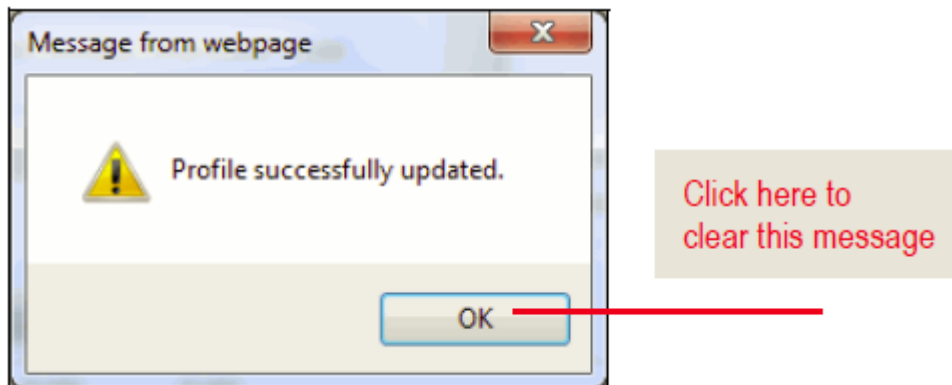 Message from webpage
Profile successfully updated.
Click here to
clear this message
OK